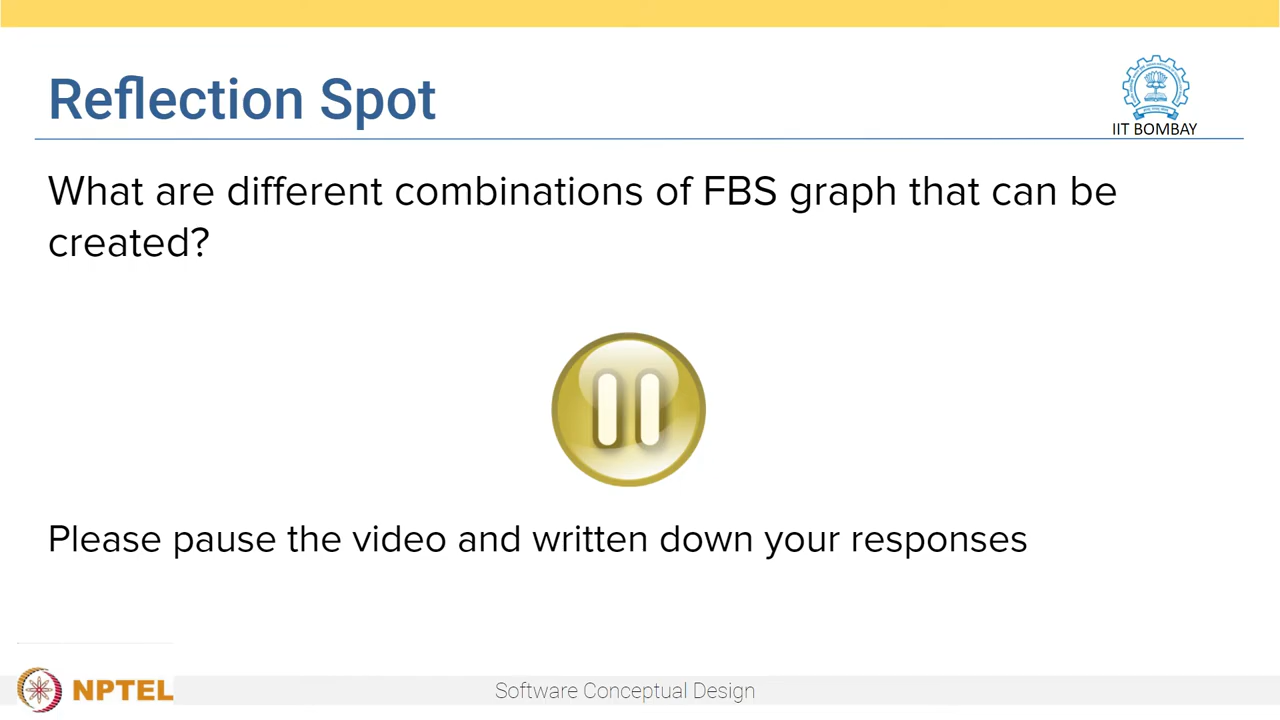 Reflection Spot
IIT BOMBAY
What are different combinations of FBS graph that can be
created?
Please pause the video and written down your responses
NPTEL
Software Conceptual Design